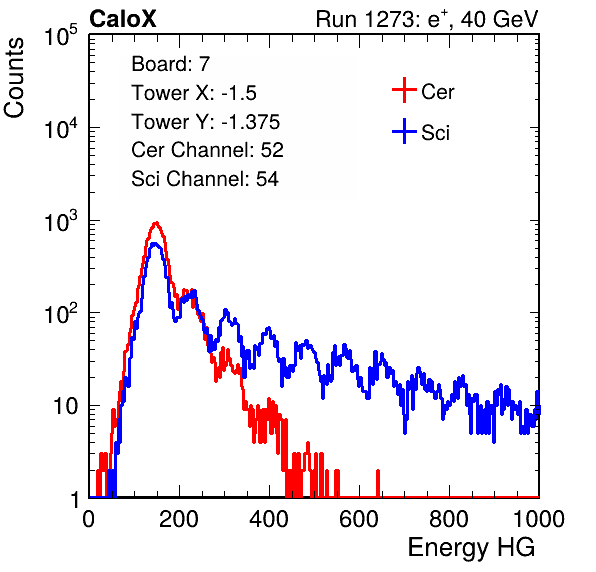 CaloX Run 1273: e⁺, 40 GeV
Counts
Board: 7
Tower X: -1.5
Tower Y: -1.375
Cer Channel: 52
Sci Channel: 54
Cer
Sci
10⁵
10⁴
10³
10²
10
1
0 200 400 600 800 1000
Energy HG